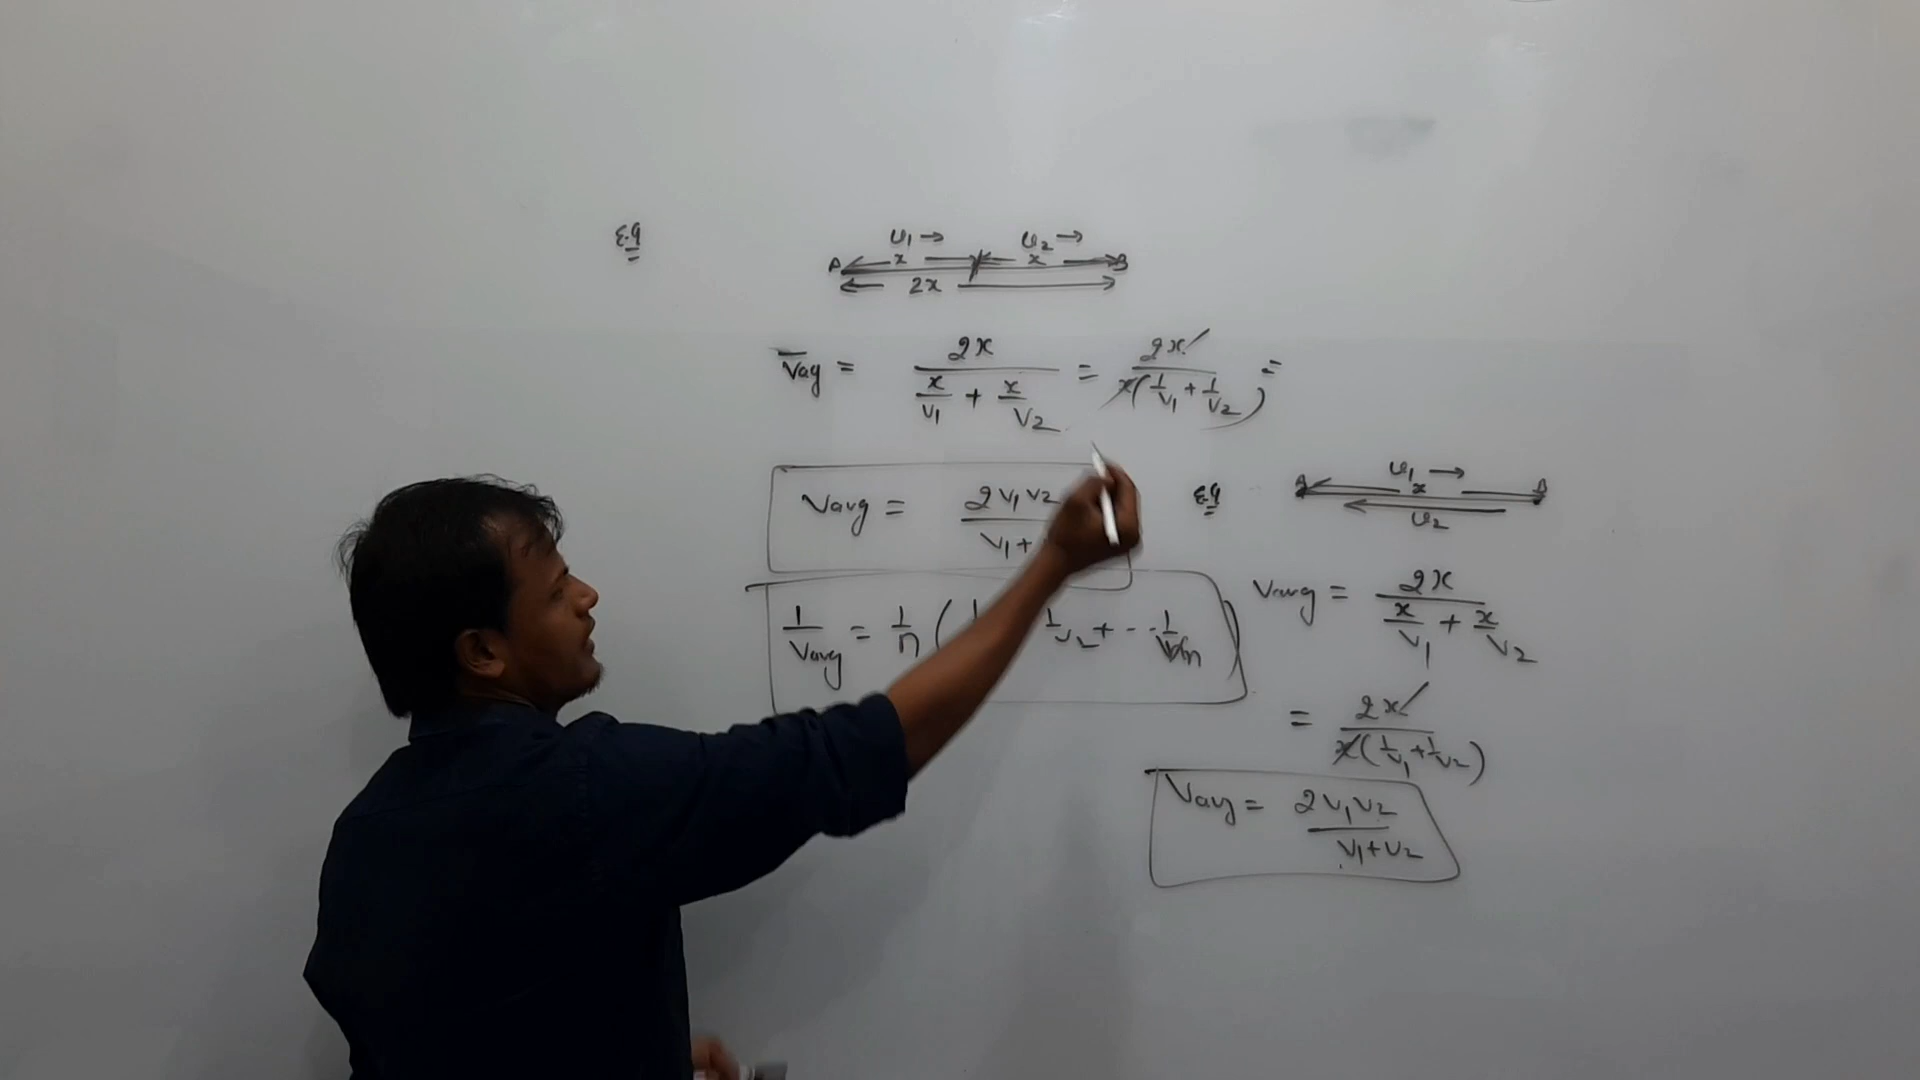 E.g
v₁ → v₂ →
A x x B
2x
Vag = 2x / (x/v₁ + x/v₂) = 2x / x(1/v₁ + 1/v₂) =
Vavg = 2v₁v₂ / v₁+
1/Vavg = 1/n ( 1/v₂ + -- 1/vn )
E.g
v₁ →
A x B
v₂
Vavg = 2x / (x/v₁ + x/v₂)
= 2x / x(1/v₁ + 1/v₂)
Vavg = 2v₁v₂ / v₁+v₂